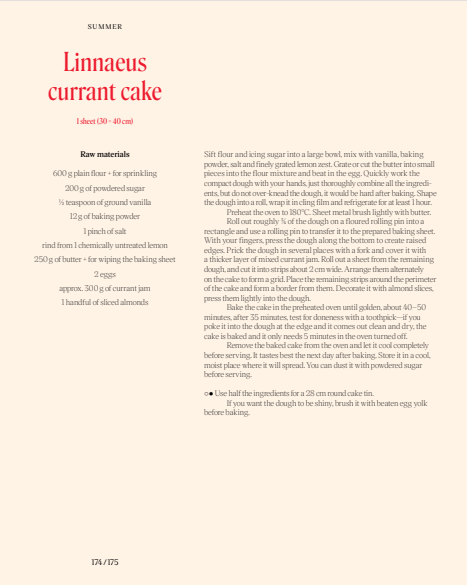 SUMMER
Linnaeus
currant cake
1 sheet (30 × 40 cm)
Raw materials
600 g plain flour + for sprinkling
200 g of powdered sugar
½ teaspoon of ground vanilla
12 g of baking powder
1 pinch of salt
rind from 1 chemically untreated lemon
250 g of butter + for wiping the baking sheet
2 eggs
approx. 300 g of currant jam
1 handful of sliced almonds
Sift flour and icing sugar into a large bowl, mix with vanilla, baking
powder, salt and finely grated lemon zest. Grate or cut the butter into small
pieces into the flour mixture and beat in the egg. Quickly work the
compact dough with your hands, just thoroughly combine all the ingredi-
ents, but do not over-knead the dough, it would be hard after baking. Shape
the dough into a roll, wrap it in cling film and refrigerate for at least 1 hour.
Preheat the oven to 180°C. Sheet metal brush lightly with butter.
Roll out roughly ¾ of the dough on a floured rolling pin into a
rectangle and use a rolling pin to transfer it to the prepared baking sheet.
With your fingers, press the dough along the bottom to create raised
edges. Prick the dough in several places with a fork and cover it with
a thicker layer of mixed currant jam. Roll out a sheet from the remaining
dough, and cut it into strips about 2 cm wide. Arrange them alternately
on the cake to form a grid. Place the remaining strips around the perimeter
of the cake and form a border from them. Decorate it with almond slices,
press them lightly into the dough.
Bake the cake in the preheated oven until golden, about 40–50
minutes, after 35 minutes, test for doneness with a toothpick—if you
poke it into the dough at the edge and it comes out clean and dry, the
cake is baked and it only needs 5 minutes in the oven turned off.
Remove the baked cake from the oven and let it cool completely
before serving. It tastes best the next day after baking. Store it in a cool,
moist place where it will spread. You can dust it with powdered sugar
before serving.
○● Use half the ingredients for a 28 cm round cake tin.
If you want the dough to be shiny, brush it with beaten egg yolk
before baking.
174 / 175